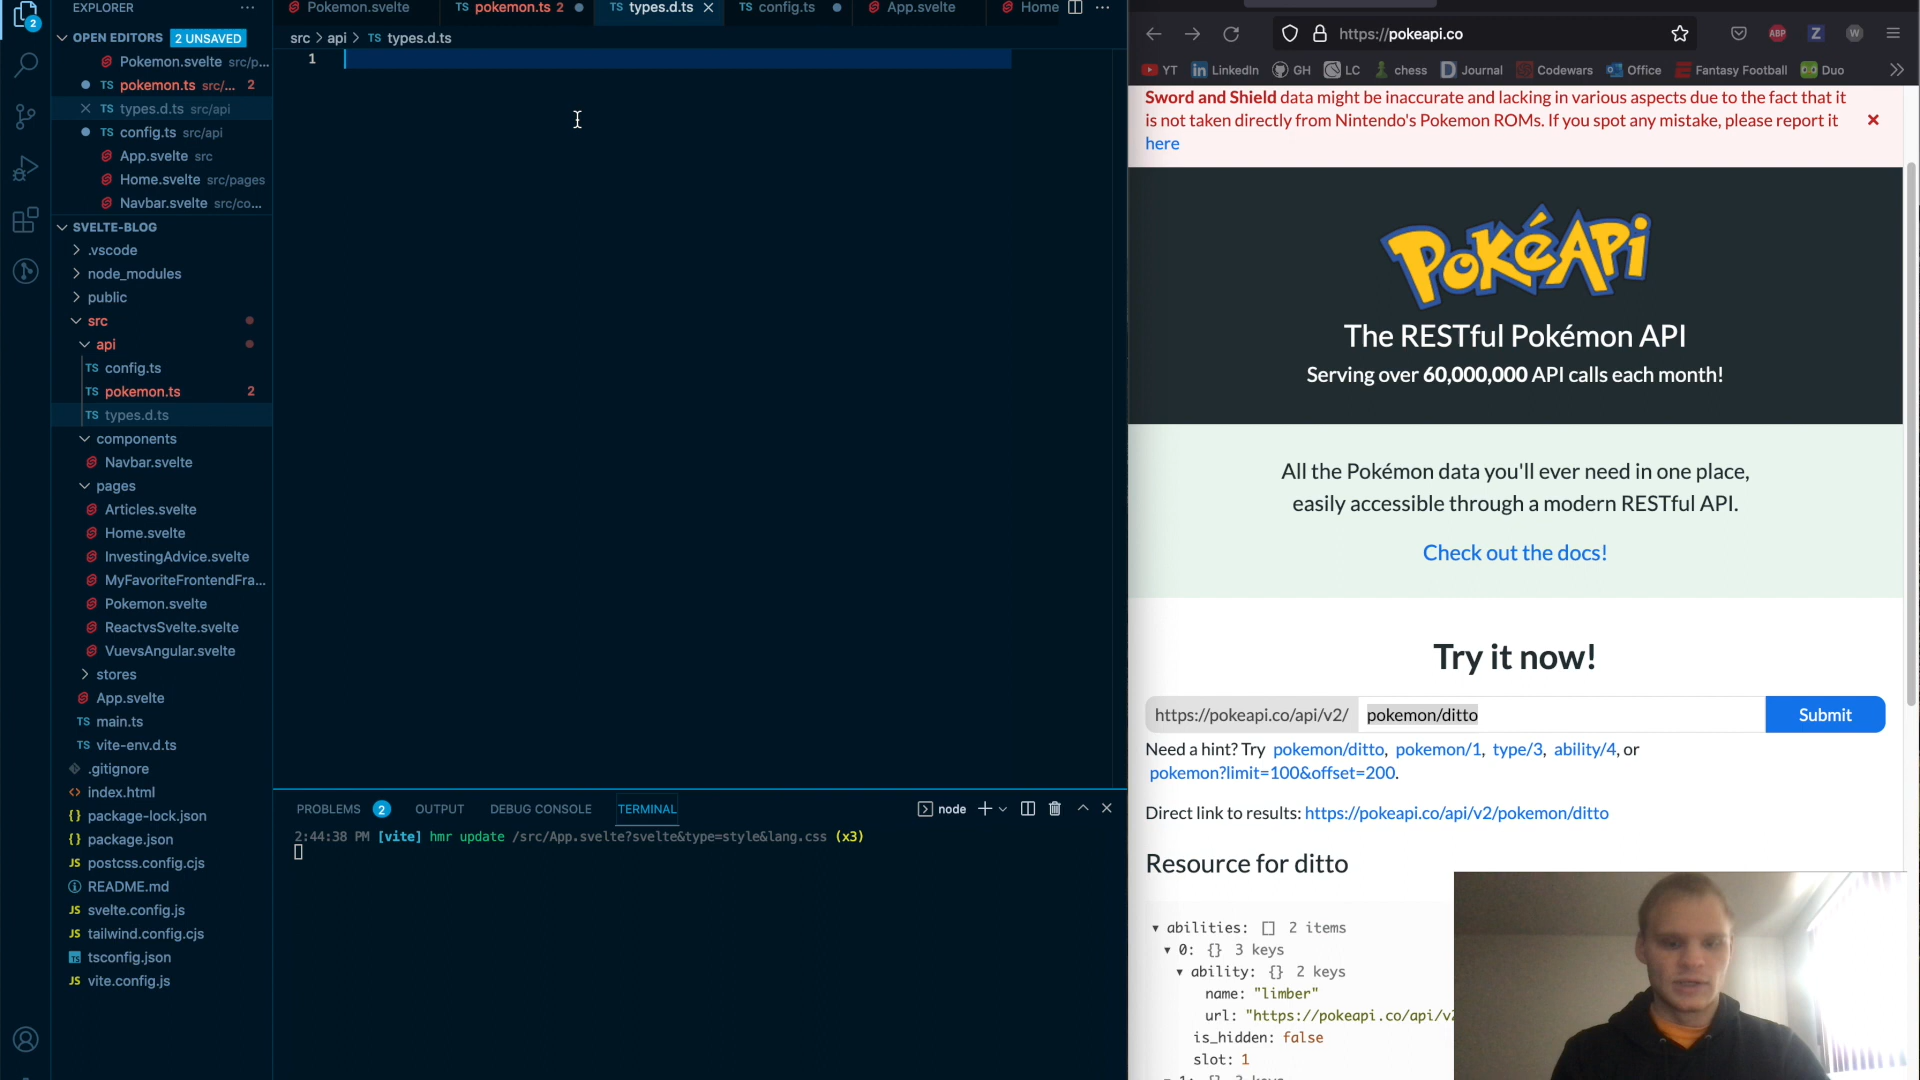 EXPLORER
OPEN EDITORS 2 UNSAVED
Pokemon.svelte src/p...
pokemon.ts src/... 2
types.d.ts src/api
config.ts src/api
App.svelte src
Home.svelte src/pages
Navbar.svelte src/co...
SVELTE-BLOG
.vscode
node_modules
public
src
api
config.ts
pokemon.ts 2
types.d.ts
components
Navbar.svelte
pages
Articles.svelte
Home.svelte
InvestingAdvice.svelte
MyFavoriteFrontendFra...
Pokemon.svelte
ReactvsSvelte.svelte
VuevsAngular.svelte
stores
App.svelte
main.ts
vite-env.d.ts
.gitignore
index.html
package-lock.json
package.json
postcss.config.cjs
README.md
svelte.config.js
tailwind.config.cjs
tsconfig.json
vite.config.js
Pokemon.svelte TS pokemon.ts 2 TS types.d.ts TS config.ts App.svelte Home
src > api > TS types.d.ts
1
PROBLEMS 2 OUTPUT DEBUG CONSOLE TERMINAL node
2:44:38 PM [vite] hmr update /src/App.svelte?svelte&type=style&lang.css (x3)
https://pokeapi.co
YT LinkedIn GH LC chess Journal Codewars Office Fantasy Football Duo
Sword and Shield data might be inaccurate and lacking in various aspects due to the fact that it
is not taken directly from Nintendo's Pokemon ROMs. If you spot any mistake, please report it
here
PokéApi
The RESTful Pokémon API
Serving over 60,000,000 API calls each month!
All the Pokémon data you'll ever need in one place,
easily accessible through a modern RESTful API.
Check out the docs!
Try it now!
https://pokeapi.co/api/v2/ pokemon/ditto Submit
Need a hint? Try pokemon/ditto, pokemon/1, type/3, ability/4, or
pokemon?limit=100&offset=200.
Direct link to results: https://pokeapi.co/api/v2/pokemon/ditto
Resource for ditto
abilities: [] 2 items
0: {} 3 keys
ability: {} 2 keys
name: "limber"
url: "https://pokeapi.co/api/v2
is_hidden: false
slot: 1